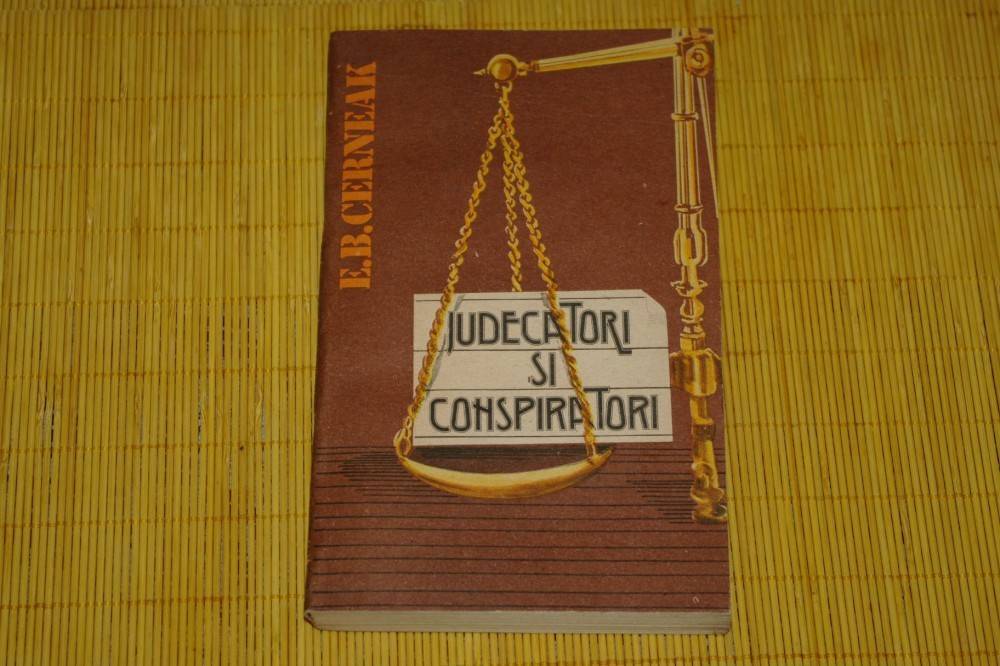 E.B.CERNEAK
JUDECATORI
SI
CONSPIRATORI